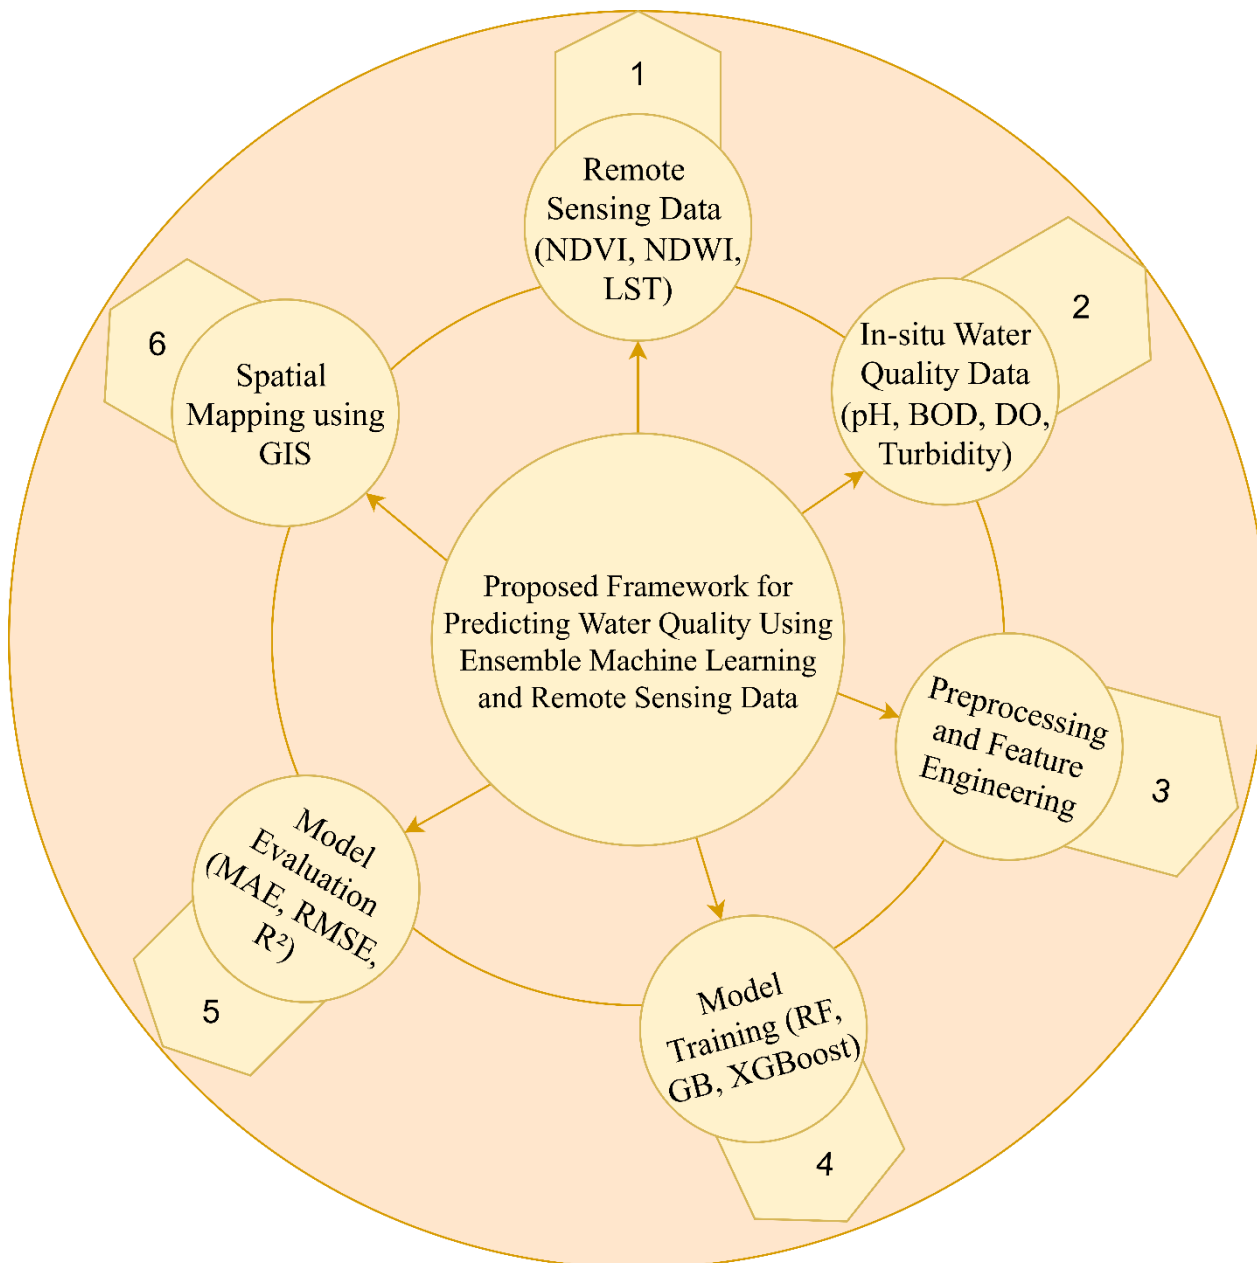 1
Remote
Sensing Data
(NDVI, NDWI,
LST)
2
In-situ Water
Quality Data
(pH, BOD, DO,
Turbidity)
3
Preprocessing
and Feature
Engineering
4
Model
Training (RF,
GB, XGBoost)
5
Model
Evaluation
(MAE, RMSE,
R²)
6
Spatial
Mapping using
GIS
Proposed Framework for
Predicting Water Quality Using
Ensemble Machine Learning
and Remote Sensing Data